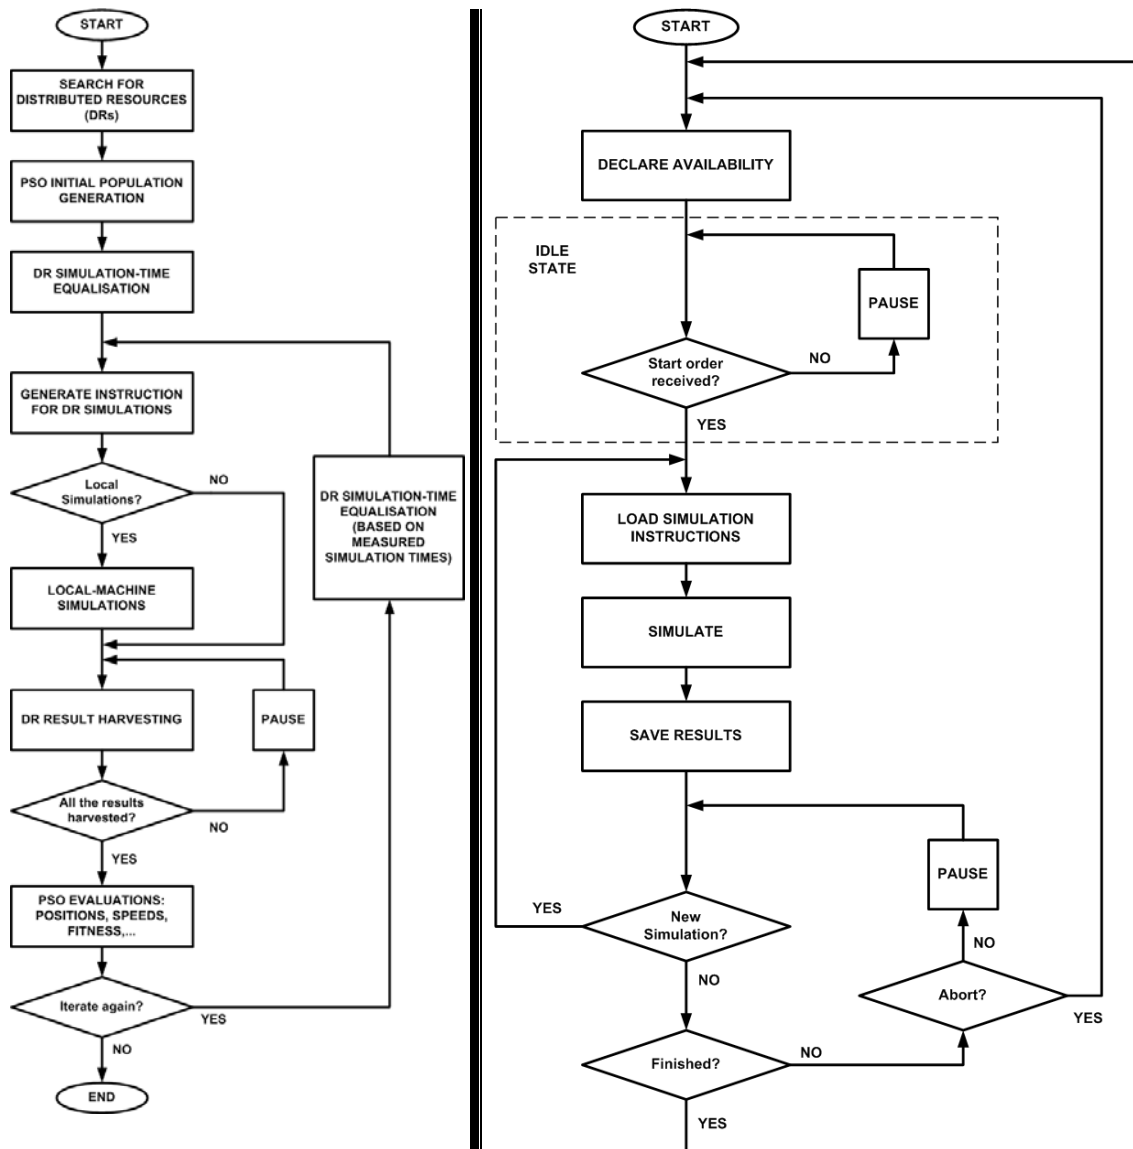 START
SEARCH FOR
DISTRIBUTED RESOURCES
(DRs)
PSO INITIAL POPULATION
GENERATION
DR SIMULATION-TIME
EQUALISATION
GENERATE INSTRUCTION
FOR DR SIMULATIONS
Local
Simulations?
NO
YES
LOCAL-MACHINE
SIMULATIONS
DR SIMULATION-TIME
EQUALISATION
(BASED ON
MEASURED
SIMULATION TIMES)
DR RESULT HARVESTING
PAUSE
All the results
harvested?
NO
YES
PSO EVALUATIONS:
POSITIONS, SPEEDS,
FITNESS,...
Iterate again?
YES
NO
END
START
DECLARE AVAILABILITY
IDLE
STATE
PAUSE
Start order
received?
NO
YES
LOAD SIMULATION
INSTRUCTIONS
SIMULATE
SAVE RESULTS
PAUSE
YES
New
Simulation?
NO
NO
Abort?
YES
Finished?
NO
YES